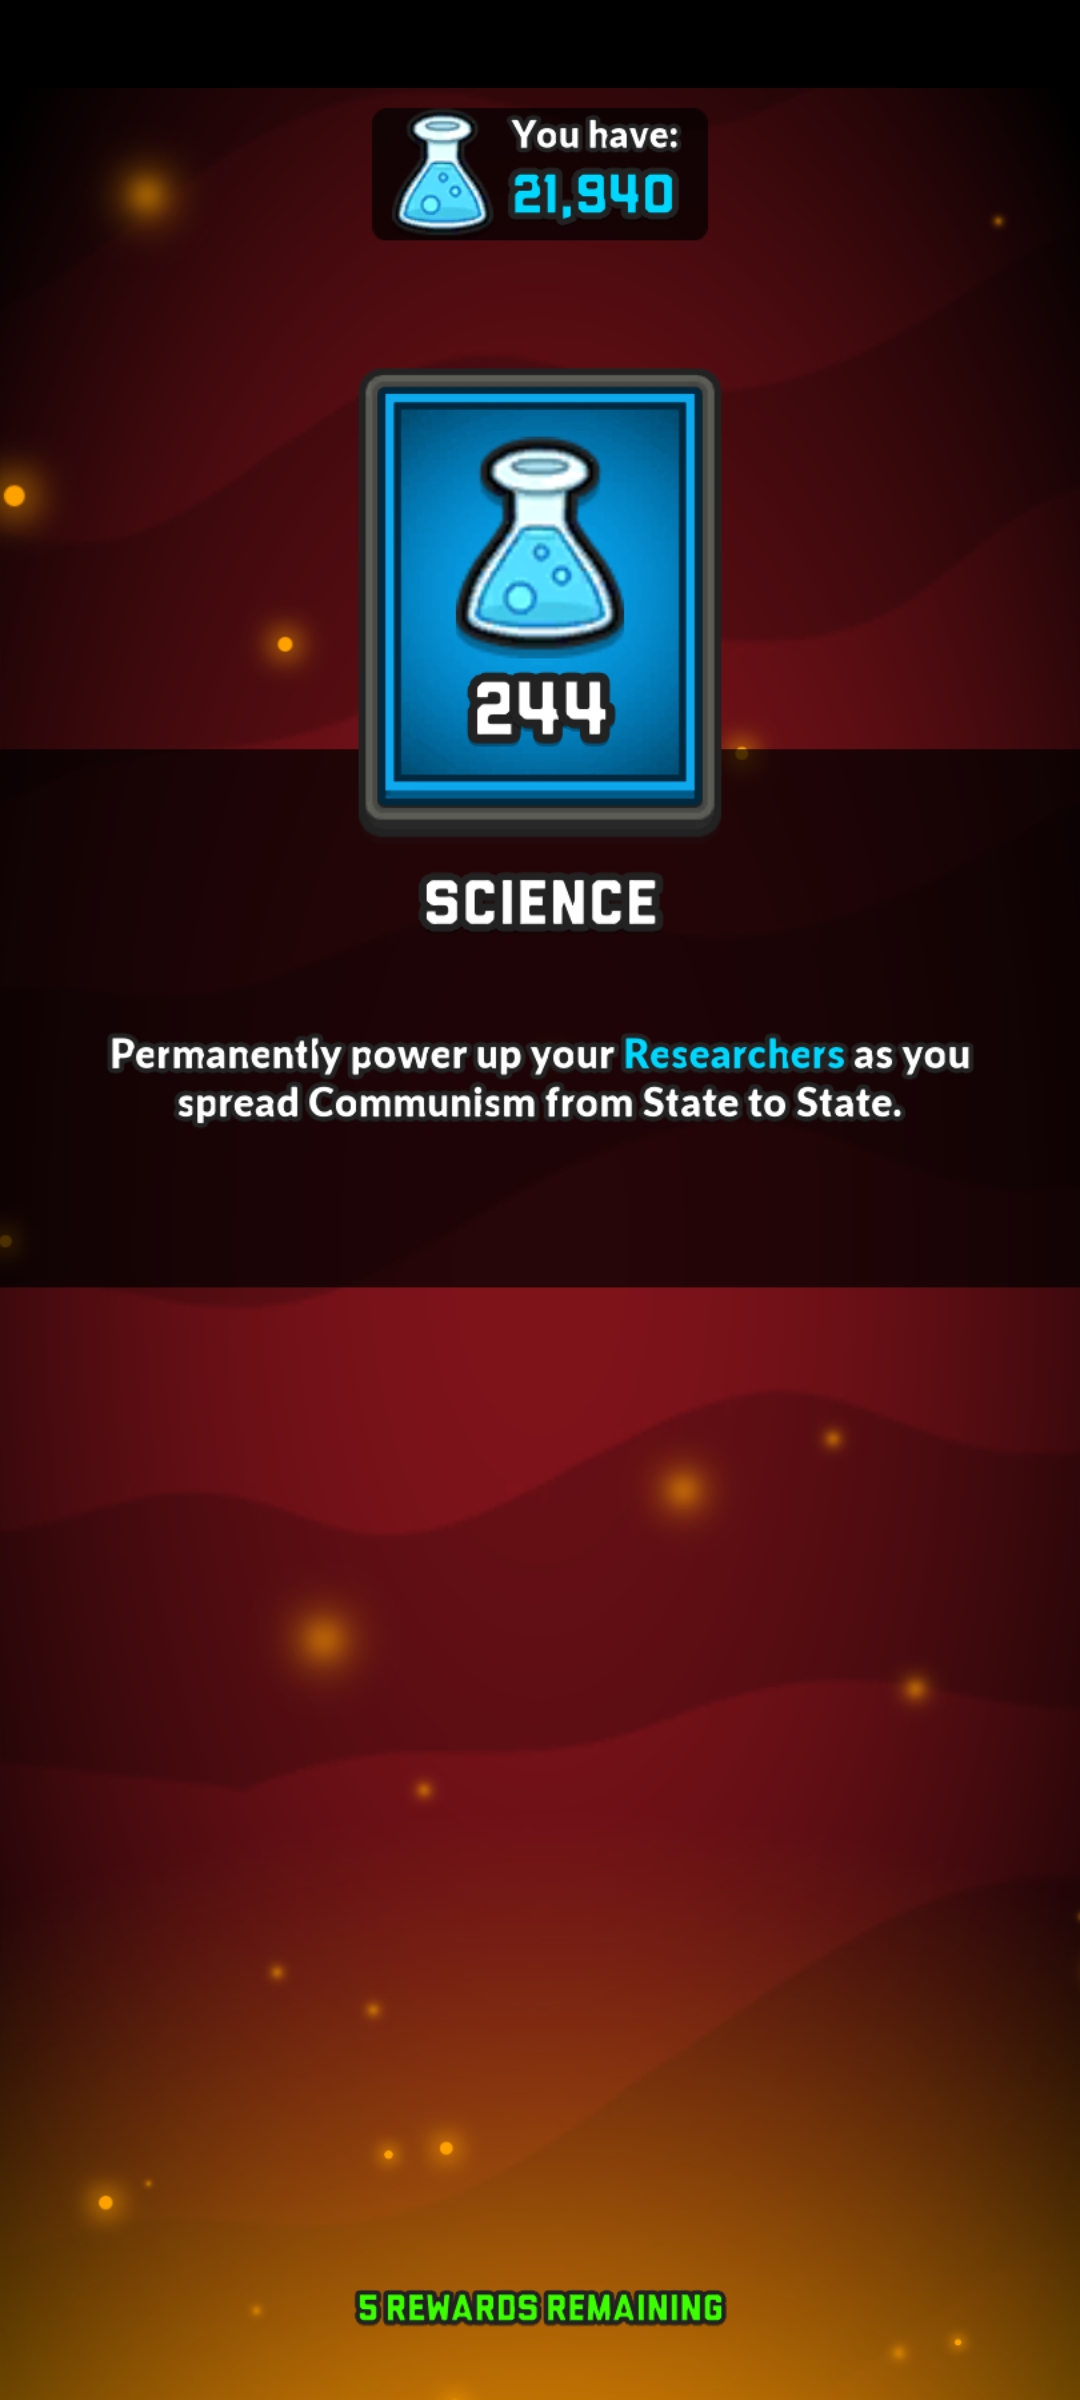 You have:
21,940
244
SCIENCE
Permanently power up your Researchers as you
spread Communism from State to State.
5 REWARDS REMAINING